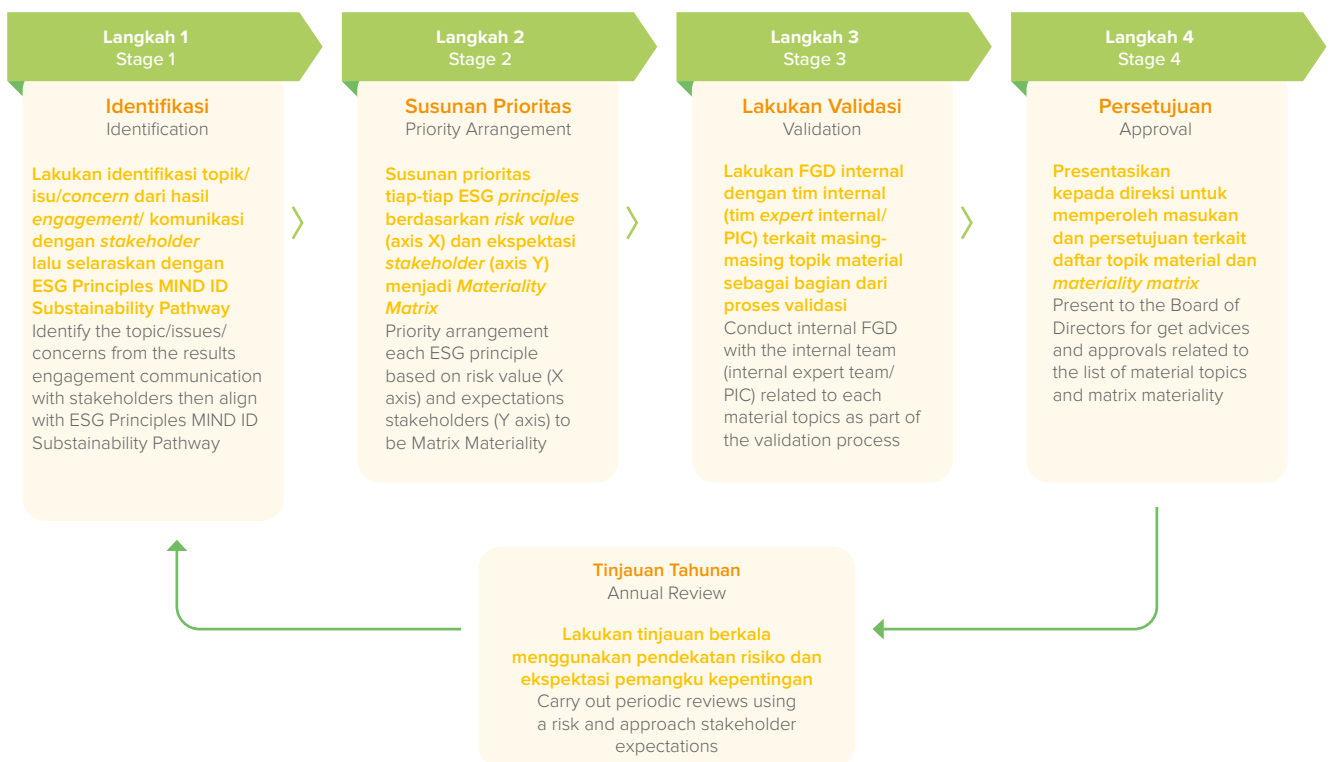 Langkah 1
Stage 1
Identifikasi
Identification
Lakukan identifikasi topik/
isu/concern dari hasil
engagement/ komunikasi
dengan stakeholder
lalu selaraskan dengan
ESG Principles MIND ID
Substainability Pathway
Identify the topic/issues/
concerns from the results
engagement communication
with stakeholders then align
with ESG Principles MIND ID
Substainability Pathway
Langkah 2
Stage 2
Susunan Prioritas
Priority Arrangement
Susunan prioritas
tiap-tiap ESG principles
berdasarkan risk value
(axis X) dan ekspektasi
stakeholder (axis Y)
menjadi Materiality
Matrix
Priority arrangement
each ESG principle
based on risk value (X
axis) and expectations
stakeholders (Y axis) to
be Matrix Materiality
Langkah 3
Stage 3
Lakukan Validasi
Validation
Lakukan FGD internal
dengan tim internal
(tim expert internal/
PIC) terkait masing-
masing topik material
sebagai bagian dari
proses validasi
Conduct internal FGD
with the internal team
(internal expert team/
PIC) related to each
material topics as part of
the validation process
Langkah 4
Stage 4
Persetujuan
Approval
Presentasikan
kepada direksi untuk
memperoleh masukan
dan persetujuan terkait
daftar topik material dan
materiality matrix
Present to the Board of
Directors for get advices
and approvals related to
the list of material topics
and matrix materiality
Tinjauan Tahunan
Annual Review
Lakukan tinjauan berkala
menggunakan pendekatan risiko dan
ekspektasi pemangku kepentingan
Carry out periodic reviews using
a risk and approach stakeholder
expectations